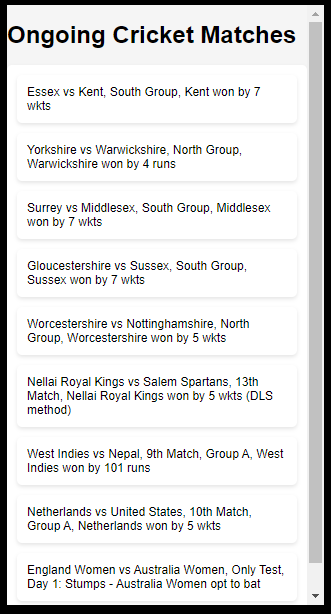 Ongoing Cricket Matches
Essex vs Kent, South Group, Kent won by 7
wkts
Yorkshire vs Warwickshire, North Group,
Warwickshire won by 4 runs
Surrey vs Middlesex, South Group, Middlesex
won by 7 wkts
Gloucestershire vs Sussex, South Group,
Sussex won by 7 wkts
Worcestershire vs Nottinghamshire, North
Group, Worcestershire won by 5 wkts
Nellai Royal Kings vs Salem Spartans, 13th
Match, Nellai Royal Kings won by 5 wkts (DLS
method)
West Indies vs Nepal, 9th Match, Group A, West
Indies won by 101 runs
Netherlands vs United States, 10th Match,
Group A, Netherlands won by 5 wkts
England Women vs Australia Women, Only Test,
Day 1: Stumps - Australia Women opt to bat